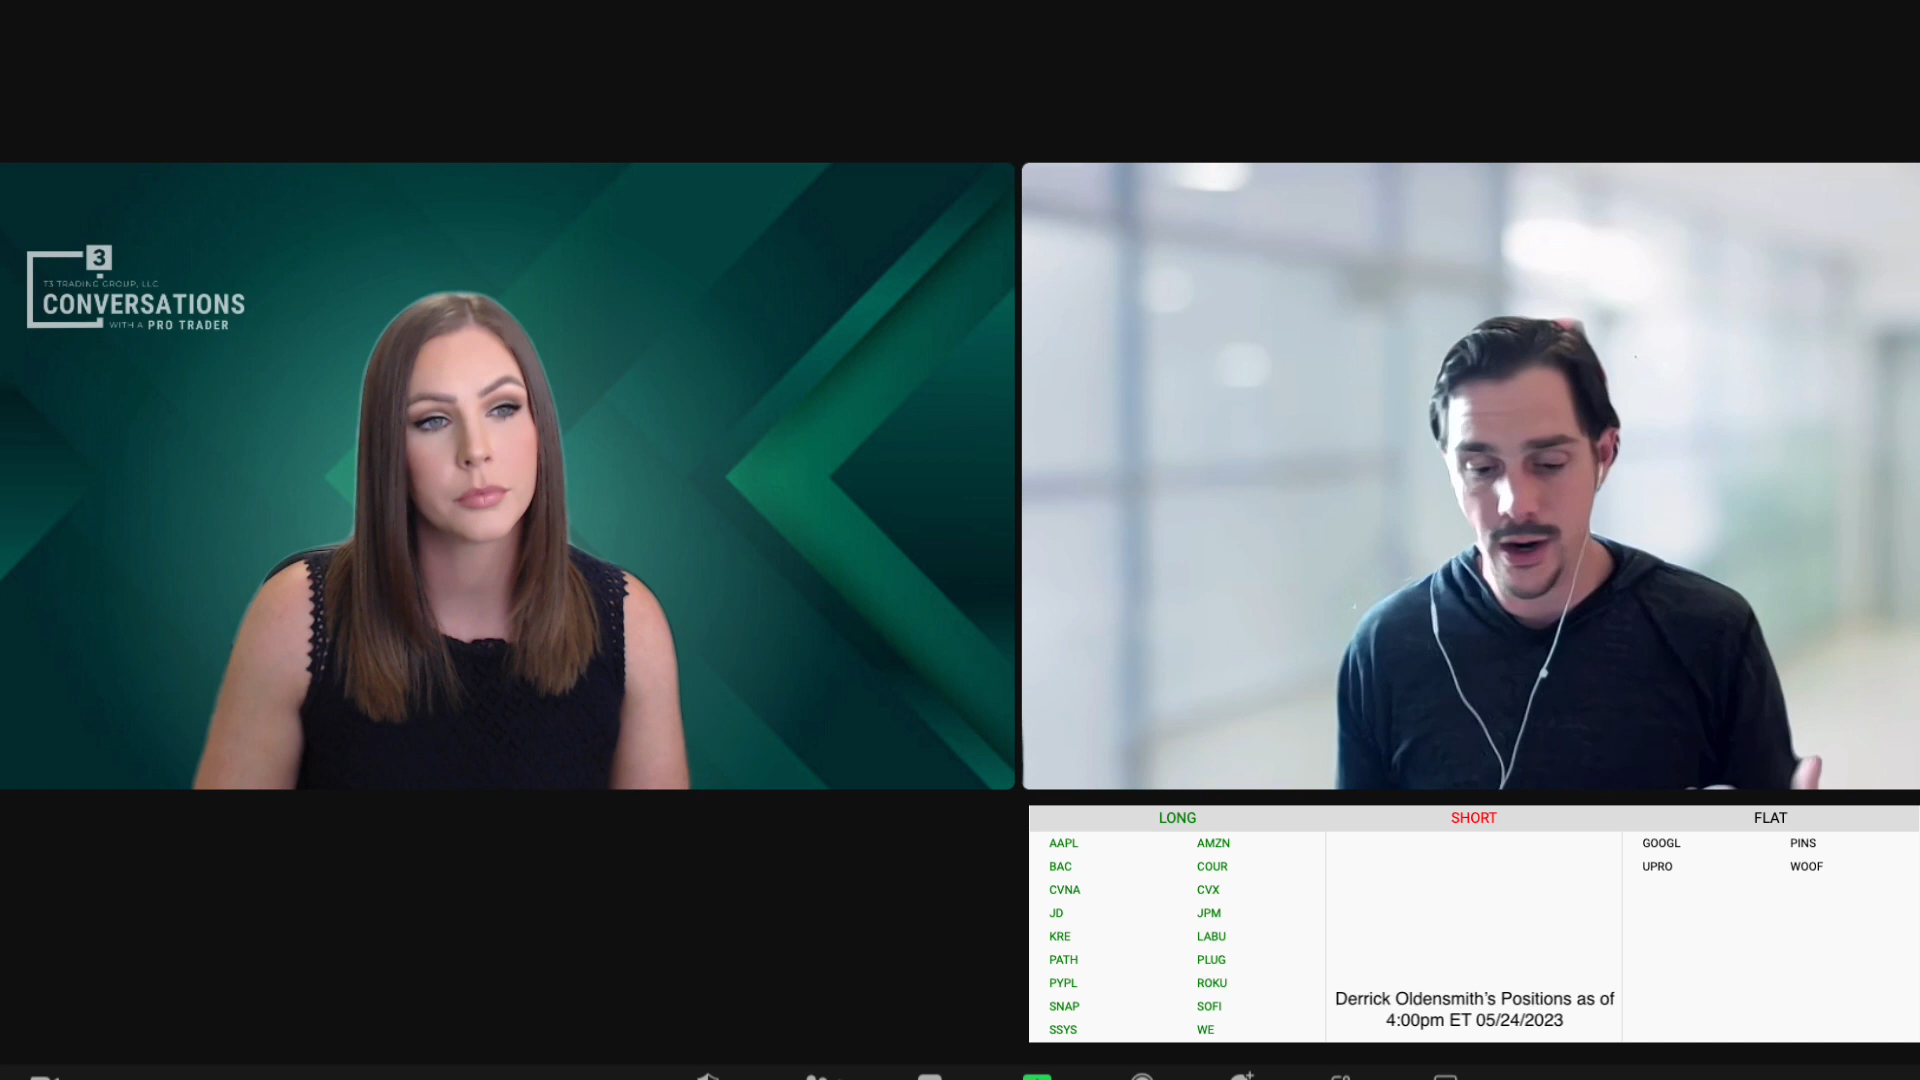 3
T3 TRADING GROUP, LLC
CONVERSATIONS
WITH A PRO TRADER
LONG SHORT FLAT
AAPL AMZN GOOGL PINS
BAC COUR UPRO WOOF
CVNA CVX
JD JPM
KRE LABU
PATH PLUG
PYPL ROKU
SNAP SOFI
SSYS WE
Derrick Oldensmith's Positions as of
4:00pm ET 05/24/2023